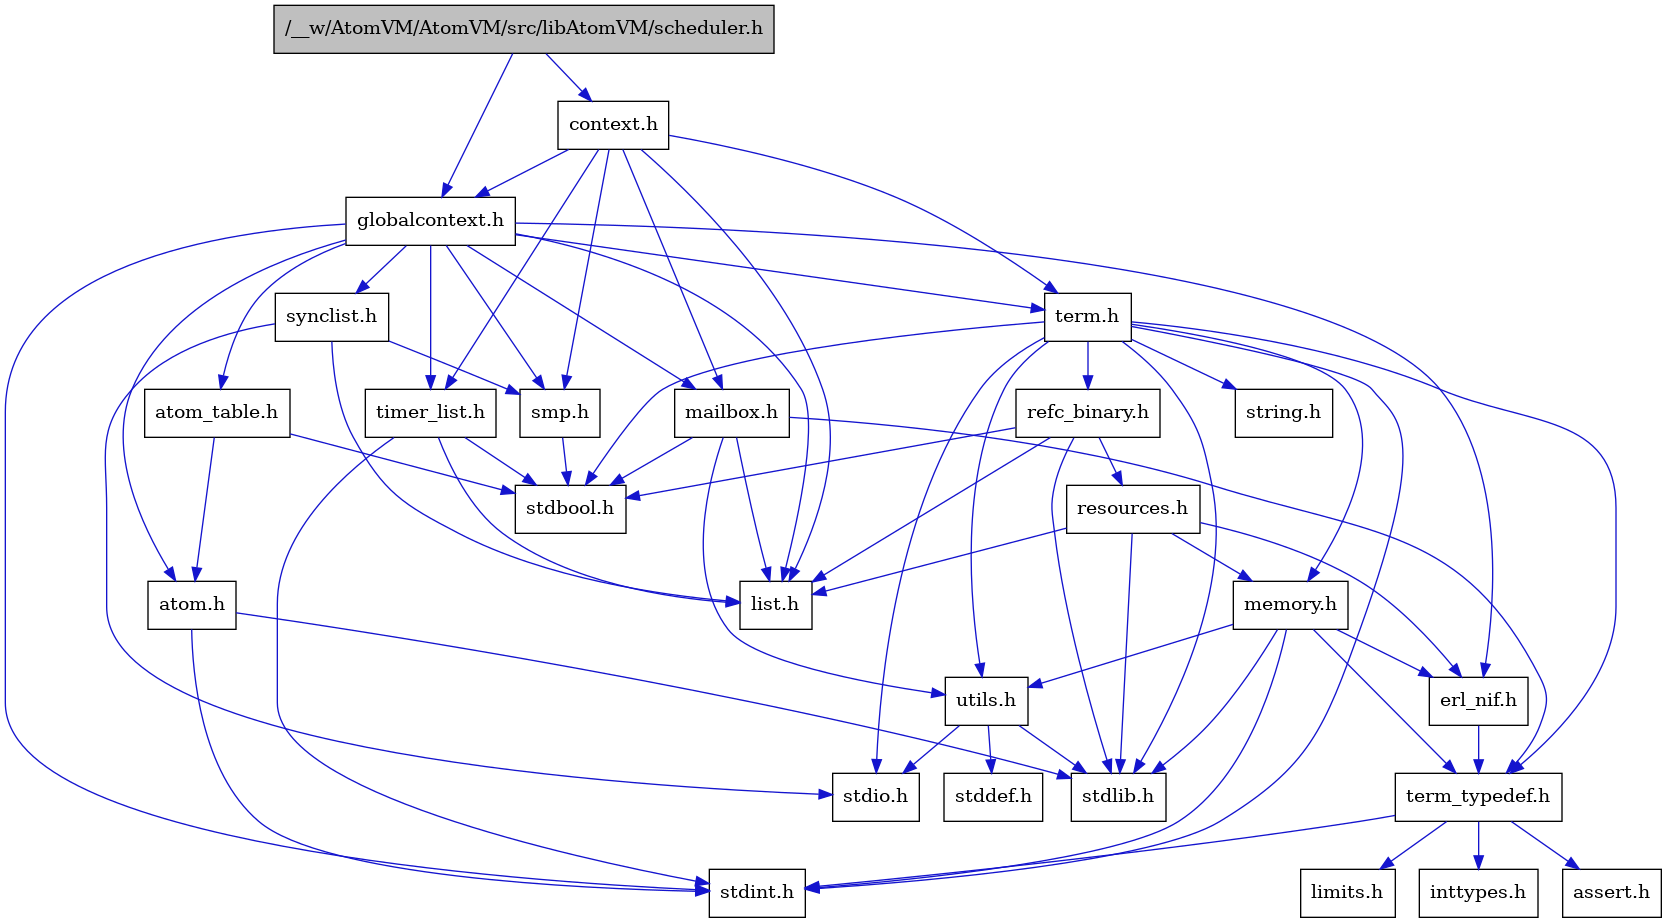 /__w/AtomVM/AtomVM/src/libAtomVM/scheduler.h
context.h
globalcontext.h
synclist.h
term.h
atom_table.h
timer_list.h
smp.h
mailbox.h
refc_binary.h
string.h
stdbool.h
resources.h
atom.h
list.h
memory.h
utils.h
erl_nif.h
stdio.h
stddef.h
stdlib.h
term_typedef.h
stdint.h
limits.h
inttypes.h
assert.h